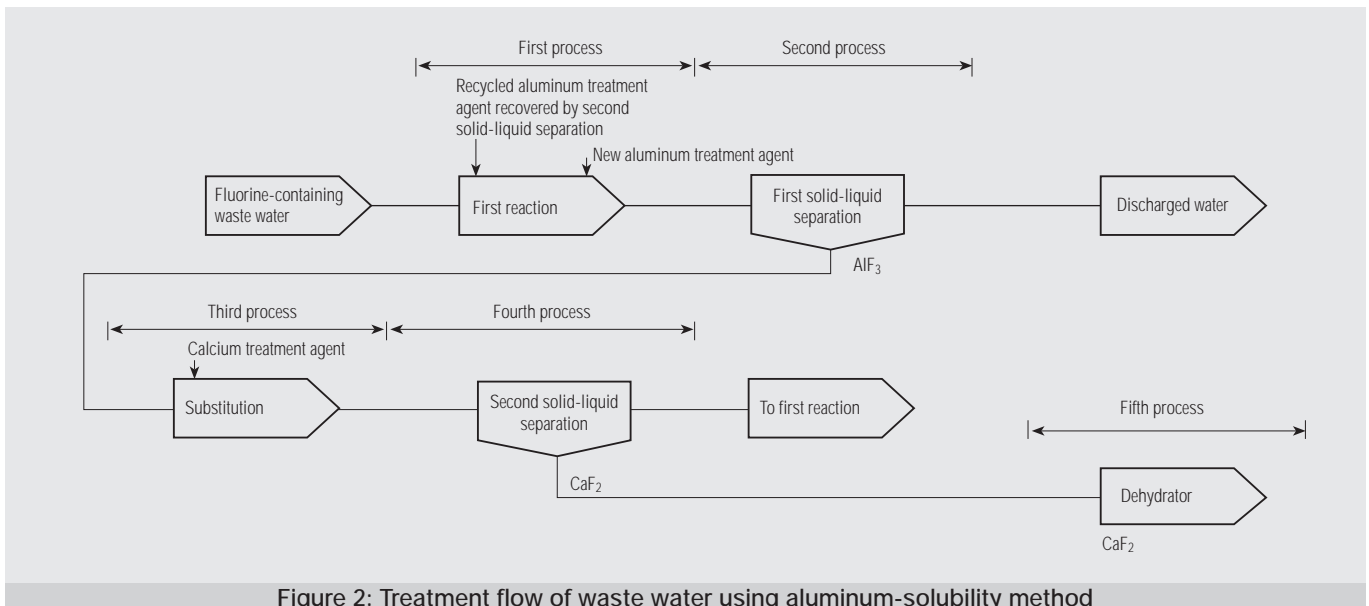 First process
Second process
Recycled aluminum treatment
agent recovered by second
solid-liquid separation
New aluminum treatment agent
Fluorine-containing
waste water
First reaction
First solid-liquid
separation
Discharged water
AlF₃
Third process
Fourth process
Calcium treatment agent
Substitution
Second solid-liquid
separation
To first reaction
Fifth process
CaF₂
Dehydrator
CaF₂
Figure 2: Treatment flow of waste water using aluminum-solubility method